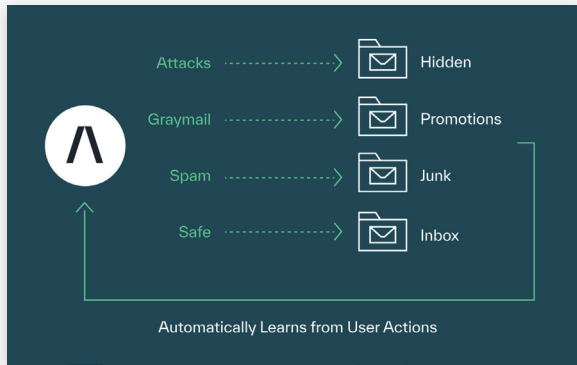 Attacks
Hidden
Graymail
Promotions
Spam
Junk
Safe
Inbox
Automatically Learns from User Actions